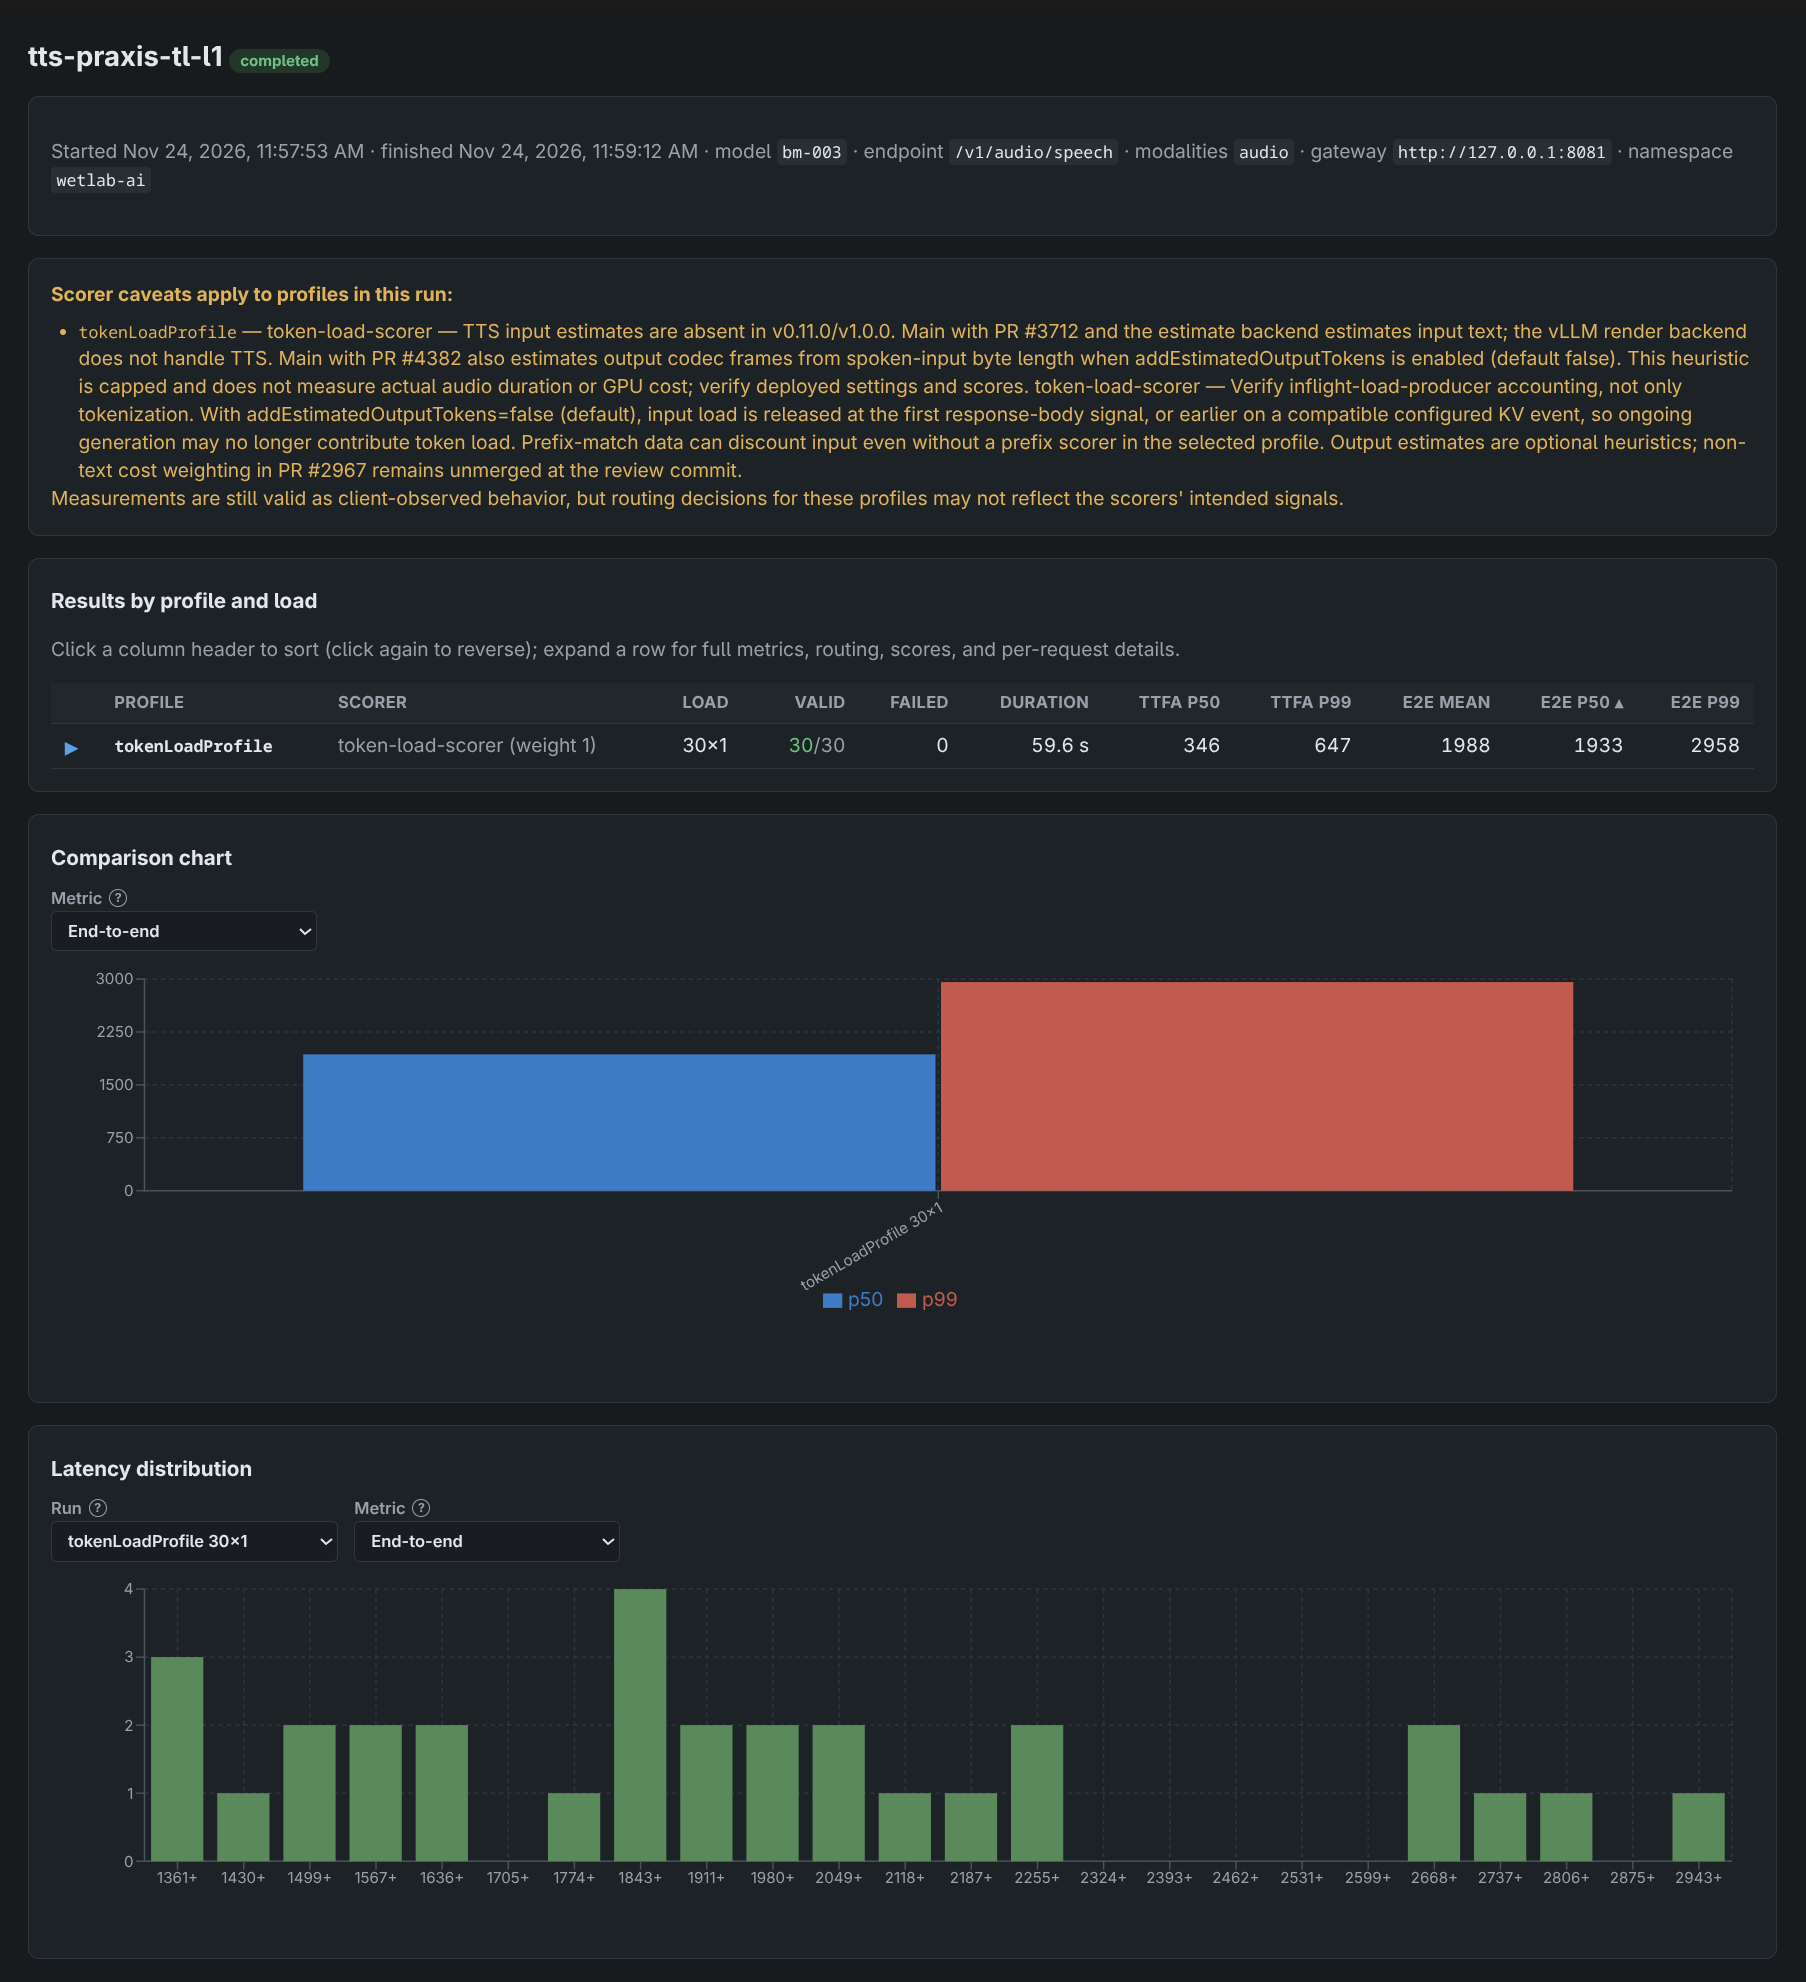 tts-praxis-tl-l1 completed
Started Nov 24, 2026, 11:57:53 AM · finished Nov 24, 2026, 11:59:12 AM · model bm-003 · endpoint /v1/audio/speech · modalities audio · gateway http://127.0.0.1:8081 · namespace
wetlab-ai
Scorer caveats apply to profiles in this run:
• tokenLoadProfile — token-load-scorer — TTS input estimates are absent in v0.11.0/v1.0.0. Main with PR #3712 and the estimate backend estimates input text; the vLLM render backend
does not handle TTS. Main with PR #4382 also estimates output codec frames from spoken-input byte length when addEstimatedOutputTokens is enabled (default false). This heuristic
is capped and does not measure actual audio duration or GPU cost; verify deployed settings and scores. token-load-scorer — Verify inflight-load-producer accounting, not only
tokenization. With addEstimatedOutputTokens=false (default), input load is released at the first response-body signal, or earlier on a compatible configured KV event, so ongoing
generation may no longer contribute token load. Prefix-match data can discount input even without a prefix scorer in the selected profile. Output estimates are optional heuristics; non-
text cost weighting in PR #2967 remains unmerged at the review commit.
Measurements are still valid as client-observed behavior, but routing decisions for these profiles may not reflect the scorers' intended signals.
Results by profile and load
Click a column header to sort (click again to reverse); expand a row for full metrics, routing, scores, and per-request details.
PROFILE SCORER LOAD VALID FAILED DURATION TTFA P50 TTFA P99 E2E MEAN E2E P50 ▲ E2E P99
▶ tokenLoadProfile token-load-scorer (weight 1) 30×1 30/30 0 59.6 s 346 647 1988 1933 2958
Comparison chart
Metric ?
End-to-end
3000
2250
1500
750
0
tokenLoadProfile 30×1
p50 p99
Latency distribution
Run ? Metric ?
tokenLoadProfile 30×1 End-to-end
4
3
2
1
0
1361+ 1430+ 1499+ 1567+ 1636+ 1705+ 1774+ 1843+ 1911+ 1980+ 2049+ 2118+ 2187+ 2255+ 2324+ 2393+ 2462+ 2531+ 2599+ 2668+ 2737+ 2806+ 2875+ 2943+